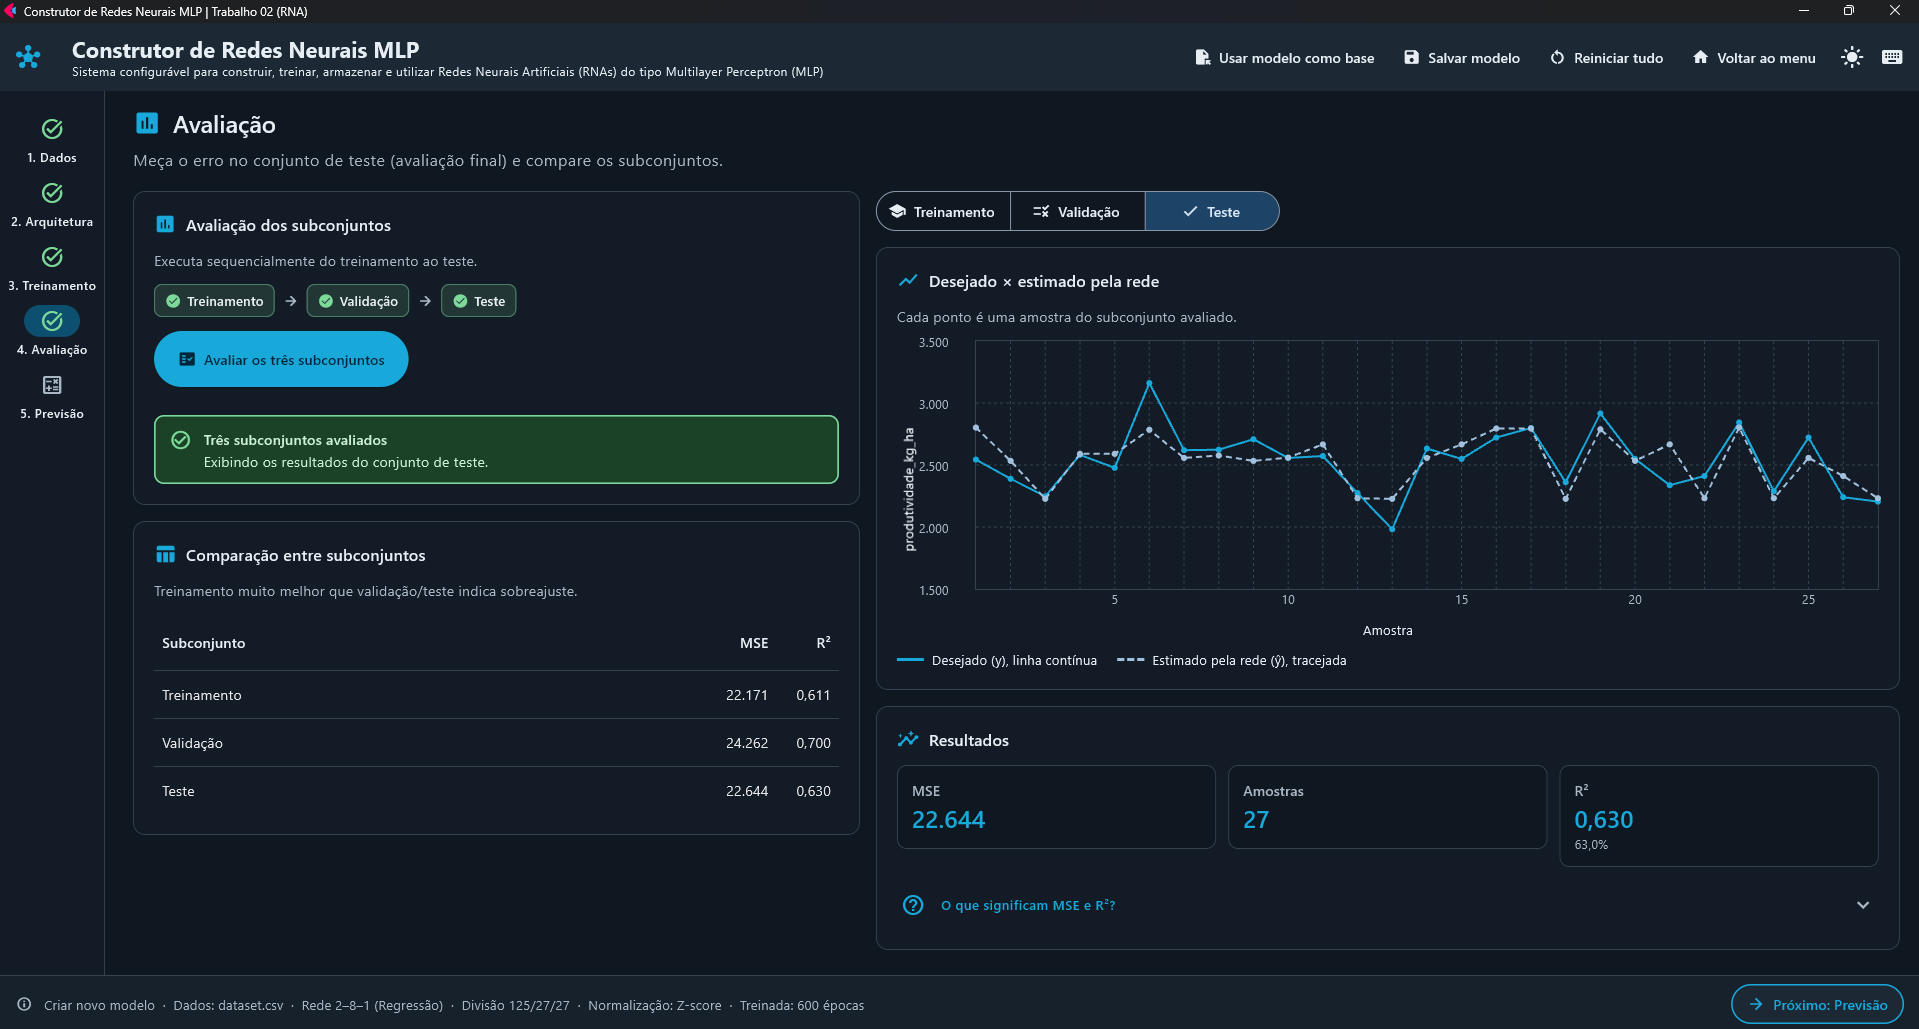 Construtor de Redes Neurais MLP | Trabalho 02 (RNA)
Construtor de Redes Neurais MLP
Sistema configurável para construir, treinar, armazenar e utilizar Redes Neurais Artificiais (RNAs) do tipo Multilayer Perceptron (MLP)
Usar modelo como base
Salvar modelo
Reiniciar tudo
Voltar ao menu
1. Dados
2. Arquitetura
3. Treinamento
4. Avaliação
5. Previsão
Avaliação
Meça o erro no conjunto de teste (avaliação final) e compare os subconjuntos.
Avaliação dos subconjuntos
Executa sequencialmente do treinamento ao teste.
Treinamento → Validação → Teste
Avaliar os três subconjuntos
Três subconjuntos avaliados
Exibindo os resultados do conjunto de teste.
Comparação entre subconjuntos
Treinamento muito melhor que validação/teste indica sobreajuste.
Subconjunto MSE R²
Treinamento 22.171 0,611
Validação 24.262 0,700
Teste 22.644 0,630
Treinamento Validação Teste
Desejado × estimado pela rede
Cada ponto é uma amostra do subconjunto avaliado.
3.500
3.000
2.500
2.000
1.500
produtividade_kg_ha
5 10 15 20 25
Amostra
Desejado (y), linha contínua Estimado pela rede (ŷ), tracejada
Resultados
MSE
22.644
Amostras
27
R²
0,630
63,0%
O que significam MSE e R²?
Criar novo modelo · Dados: dataset.csv · Rede 2–8–1 (Regressão) · Divisão 125/27/27 · Normalização: Z-score · Treinada: 600 épocas
Próximo: Previsão